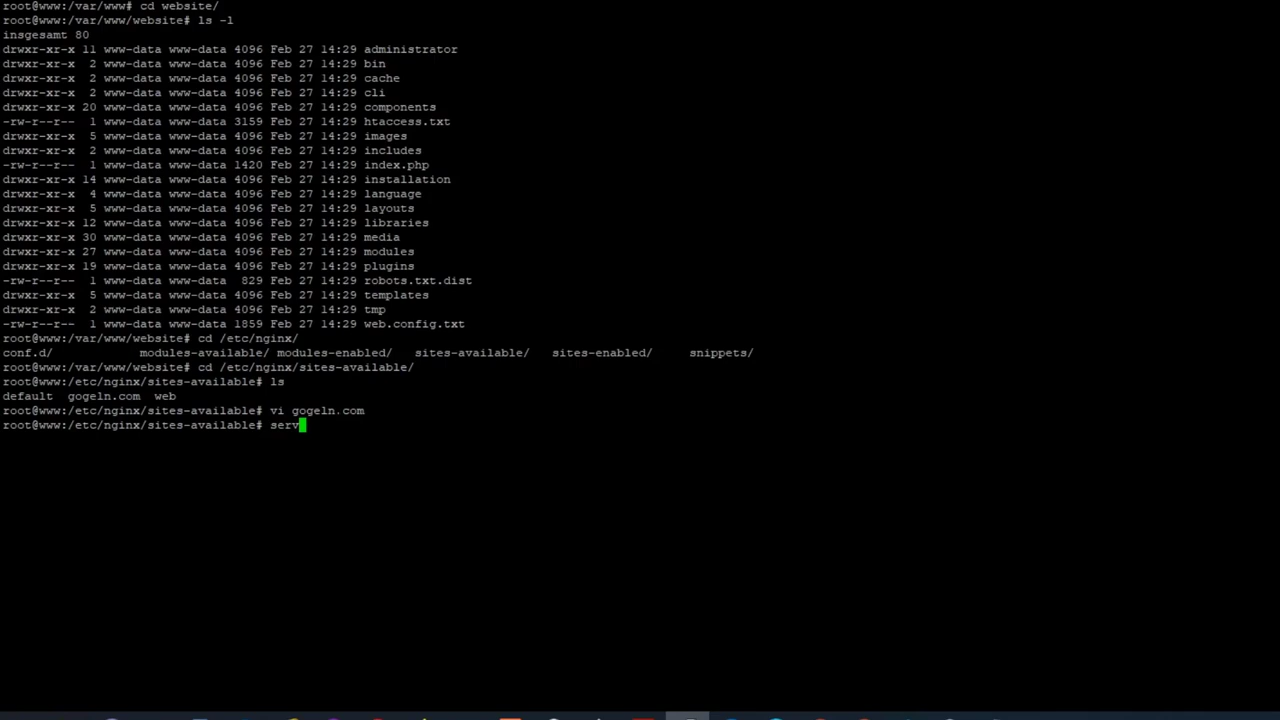 root@www:/var/www# cd website/
root@www:/var/www/website# ls -l
insgesamt 80
drwxr-xr-x 11 www-data www-data 4096 Feb 27 14:29 administrator
drwxr-xr-x  2 www-data www-data 4096 Feb 27 14:29 bin
drwxr-xr-x  2 www-data www-data 4096 Feb 27 14:29 cache
drwxr-xr-x  2 www-data www-data 4096 Feb 27 14:29 cli
drwxr-xr-x 20 www-data www-data 4096 Feb 27 14:29 components
-rw-r--r--  1 www-data www-data 3159 Feb 27 14:29 htaccess.txt
drwxr-xr-x  5 www-data www-data 4096 Feb 27 14:29 images
drwxr-xr-x  2 www-data www-data 4096 Feb 27 14:29 includes
-rw-r--r--  1 www-data www-data 1420 Feb 27 14:29 index.php
drwxr-xr-x 14 www-data www-data 4096 Feb 27 14:29 installation
drwxr-xr-x  4 www-data www-data 4096 Feb 27 14:29 language
drwxr-xr-x  5 www-data www-data 4096 Feb 27 14:29 layouts
drwxr-xr-x 12 www-data www-data 4096 Feb 27 14:29 libraries
drwxr-xr-x 30 www-data www-data 4096 Feb 27 14:29 media
drwxr-xr-x 27 www-data www-data 4096 Feb 27 14:29 modules
drwxr-xr-x 19 www-data www-data 4096 Feb 27 14:29 plugins
-rw-r--r--  1 www-data www-data  829 Feb 27 14:29 robots.txt.dist
drwxr-xr-x  5 www-data www-data 4096 Feb 27 14:29 templates
drwxr-xr-x  2 www-data www-data 4096 Feb 27 14:29 tmp
-rw-r--r--  1 www-data www-data 1859 Feb 27 14:29 web.config.txt
root@www:/var/www/website# cd /etc/nginx/
conf.d/            modules-available/ modules-enabled/   sites-available/   sites-enabled/     snippets/
root@www:/var/www/website# cd /etc/nginx/sites-available/
root@www:/etc/nginx/sites-available# ls
default  gogeln.com  web
root@www:/etc/nginx/sites-available# vi gogeln.com
root@www:/etc/nginx/sites-available# serv